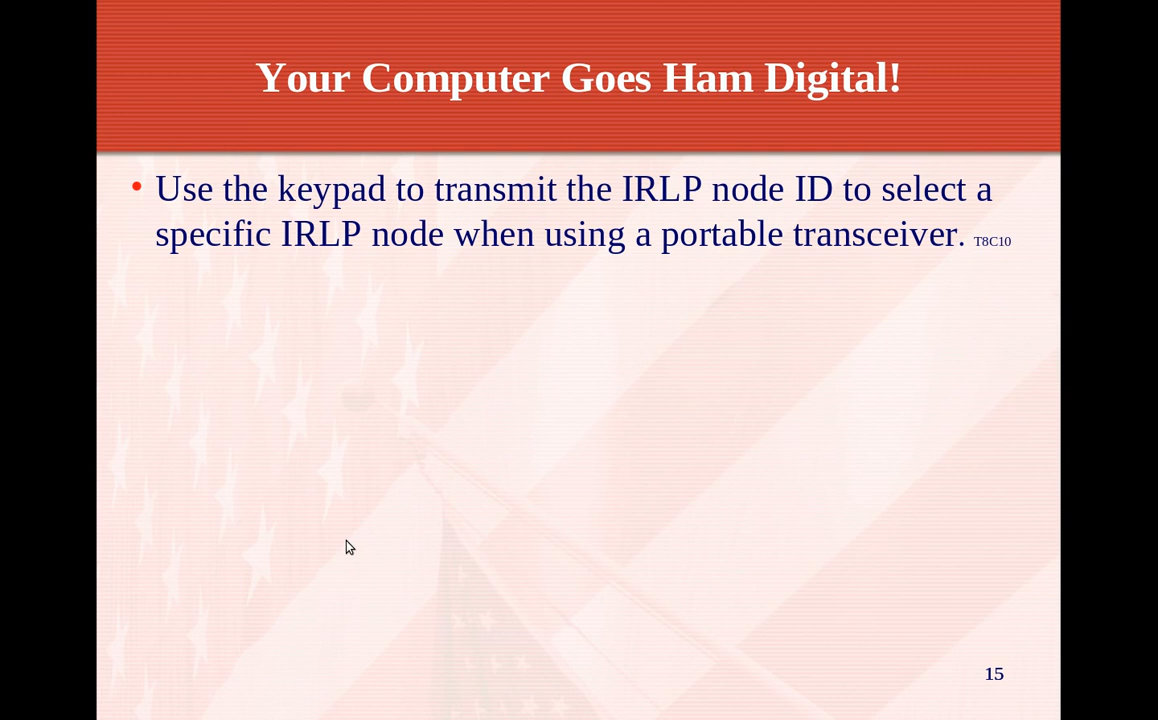 Your Computer Goes Ham Digital!
• Use the keypad to transmit the IRLP node ID to select a
specific IRLP node when using a portable transceiver. T8C10
15